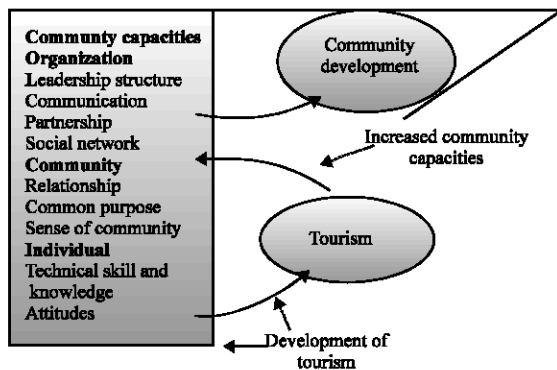 Communty capacities
Organization
Leadership structure
Communication
Partnership
Social network
Community
Relationship
Common purpose
Sense of community
Individual
Technical skill and
knowledge
Attitudes
Community
development
Increased community
capacities
Tourism
Development of
tourism